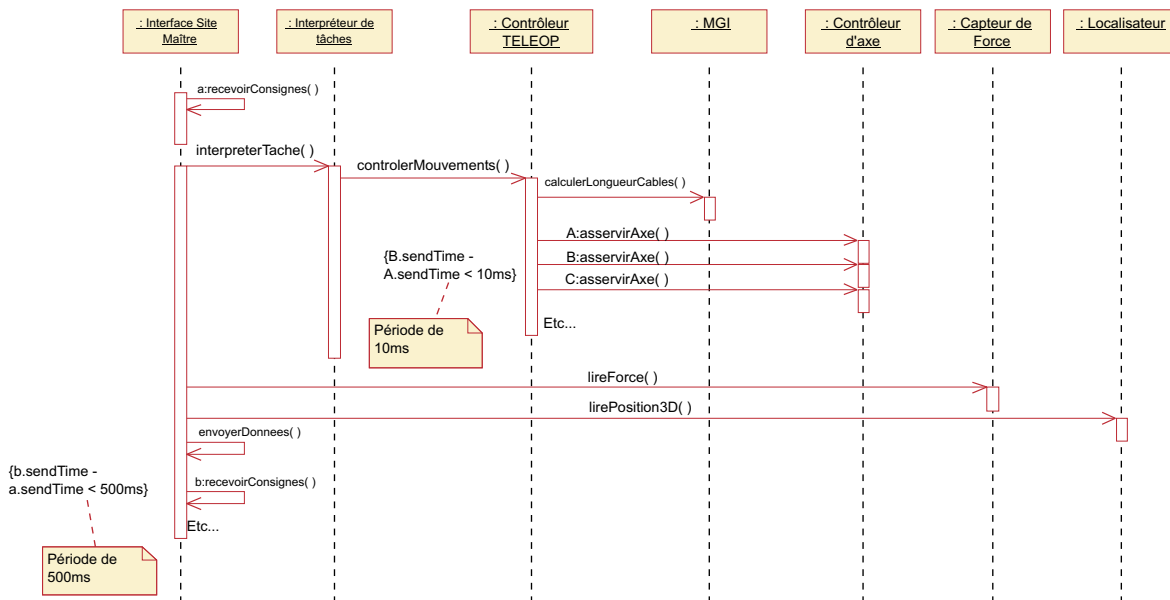 : Interface Site
Maître
: Interpréteur de
tâches
: Contrôleur
TELEOP
: MGI
: Contrôleur
d'axe
: Capteur de
Force
: Localisateur
a:recevoirConsignes( )
interpreterTache( )
controlerMouvements( )
calculerLongueurCables( )
A:asservirAxe( )
{B.sendTime -
A.sendTime < 10ms}
B:asservirAxe( )
C:asservirAxe( )
Etc...
Période de
10ms
lireForce( )
lirePosition3D( )
envoyerDonnees( )
{b.sendTime -
a.sendTime < 500ms}
b:recevoirConsignes( )
Etc...
Période de
500ms